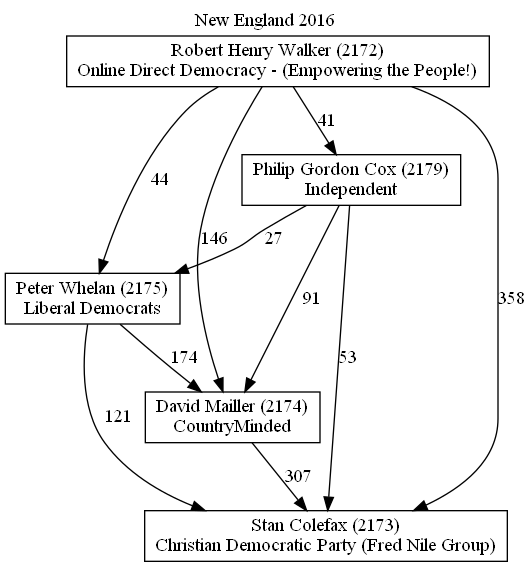 New England 2016
Robert Henry Walker (2172)
Online Direct Democracy - (Empowering the People!)
41
Philip Gordon Cox (2179)
Independent
44
146
27
Peter Whelan (2175)
Liberal Democrats
91
358
174
53
David Mailler (2174)
CountryMinded
121
307
Stan Colefax (2173)
Christian Democratic Party (Fred Nile Group)